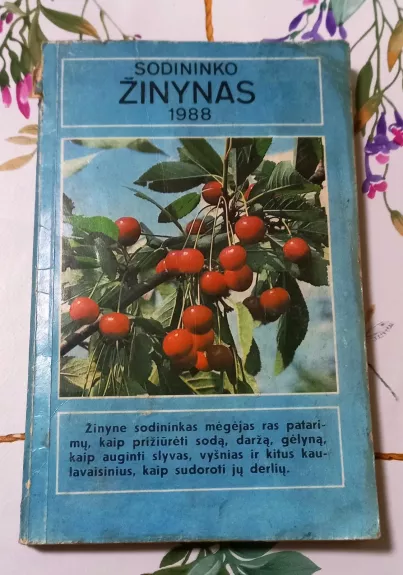 SODININKO
ŽINYNAS
1988
Žinyne sodininkas mėgėjas ras patari-
mų, kaip prižiūrėti sodą, daržą, gėlyną,
kaip auginti slyvas, vyšnias ir kitus kau-
lavaisinius, kaip sudoroti jų derlių.